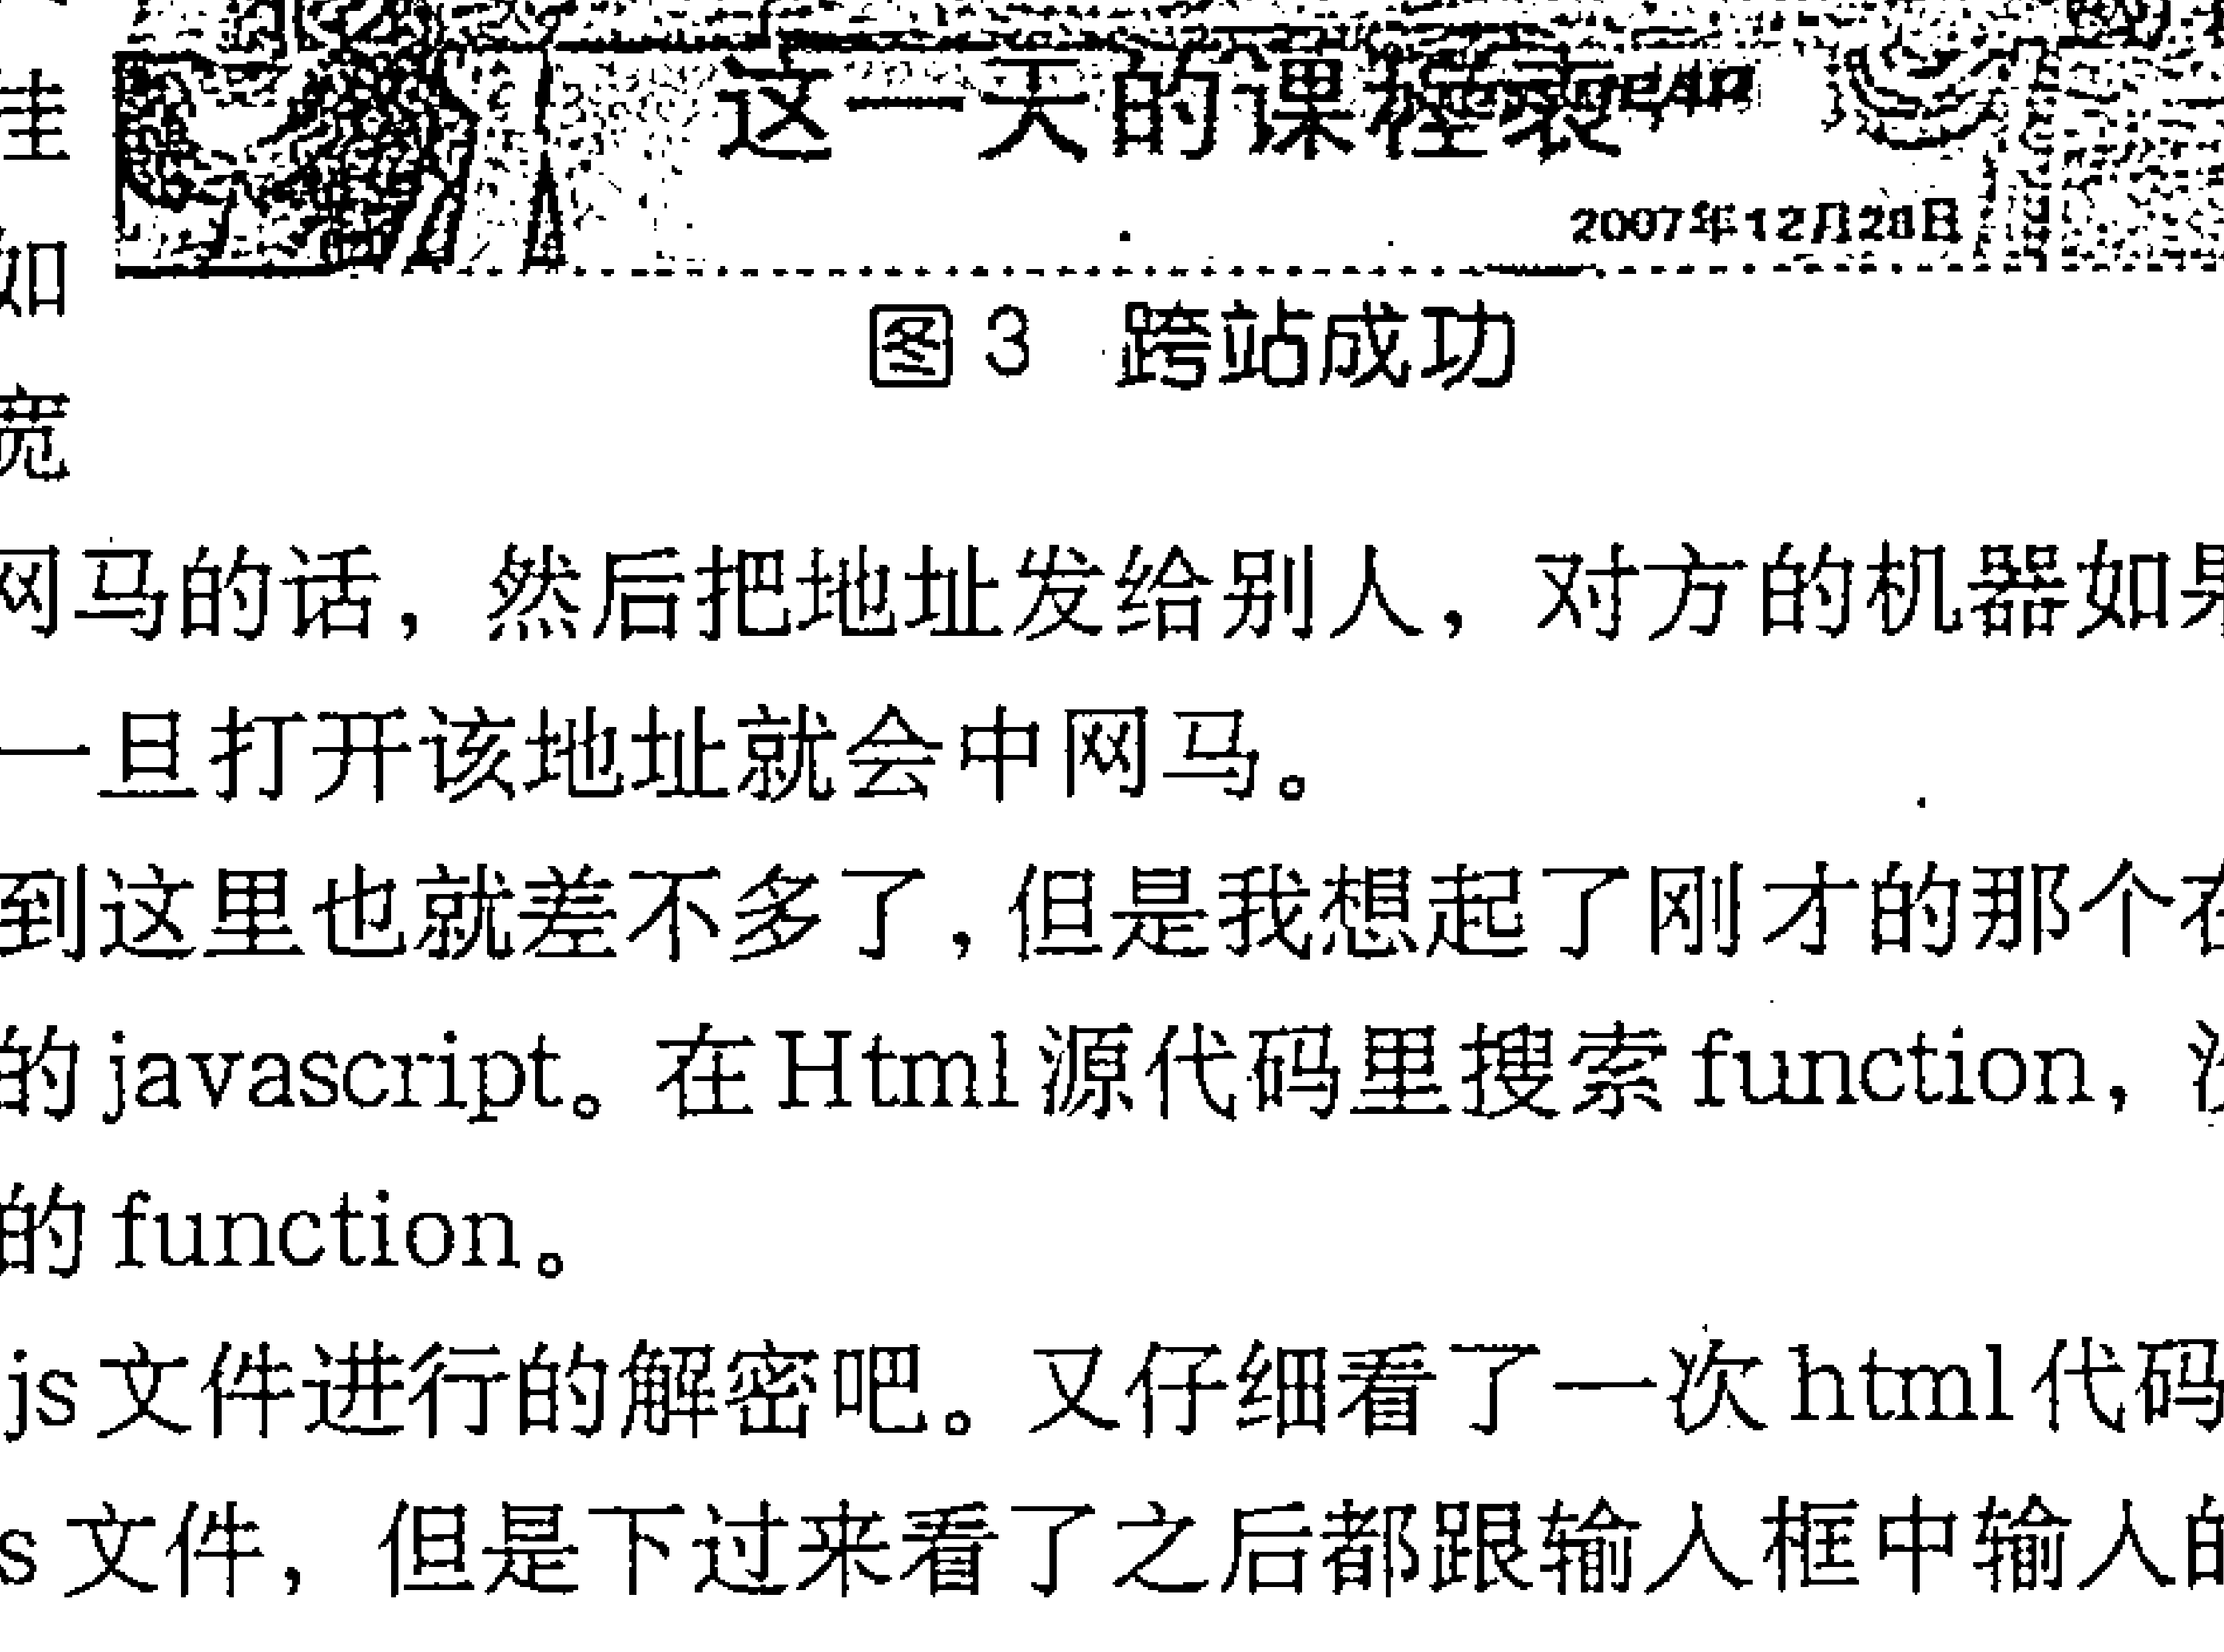 这一天的课程表
2007年12月28日
图3 跨站成功
佳
如
宽
网马的话，然后把地址发给别人，对方的机器如果
一旦打开该地址就会中网马。
到这里也就差不多了，但是我想起了刚才的那个在
的javascript。在Html源代码里搜索function，没
的function。
js文件进行的解密吧。又仔细看了一次html代码
s文件，但是下过来看了之后都跟输入框中输入的